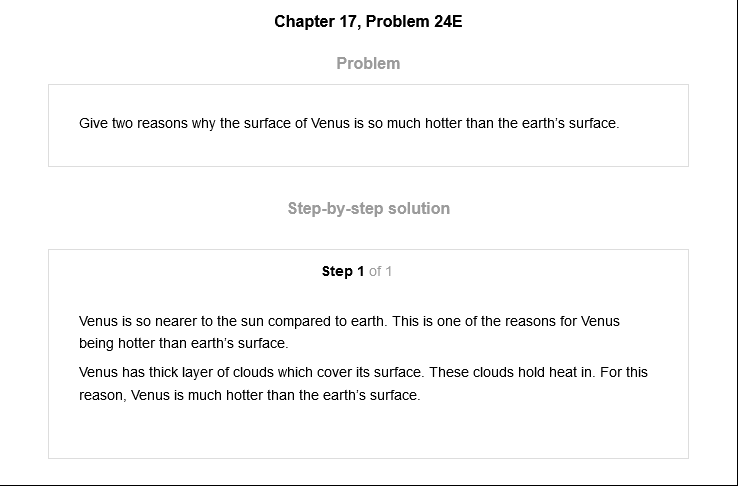 Chapter 17, Problem 24E
Problem
Give two reasons why the surface of Venus is so much hotter than the earth's surface.
Step-by-step solution
Step 1 of 1
Venus is so nearer to the sun compared to earth. This is one of the reasons for Venus
being hotter than earth's surface.
Venus has thick layer of clouds which cover its surface. These clouds hold heat in. For this
reason, Venus is much hotter than the earth's surface.